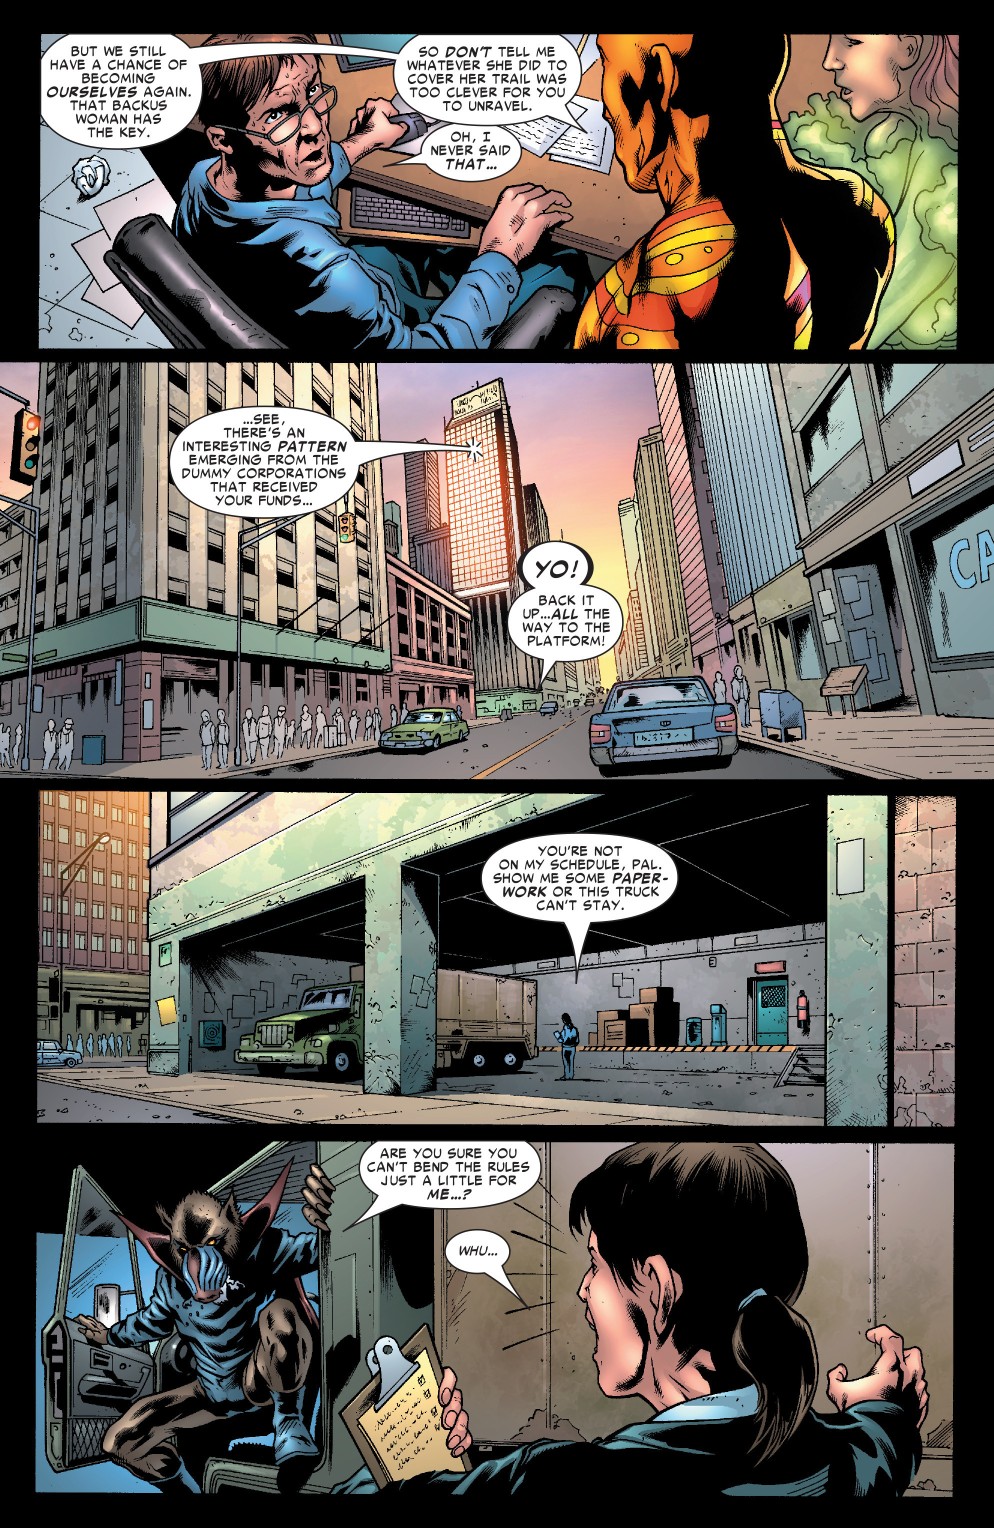 BUT WE STILL
HAVE A CHANCE OF
BECOMING
OURSELVES AGAIN.
THAT BACKUS
WOMAN HAS
THE KEY.
SO DON'T TELL ME
WHATEVER SHE DID TO
COVER HER TRAIL WAS
TOO CLEVER FOR YOU
TO UNRAVEL.
OH, I
NEVER SAID
THAT...
...SEE,
THERE'S AN
INTERESTING PATTERN
EMERGING FROM THE
DUMMY CORPORATIONS
THAT RECEIVED
YOUR FUNDS...
YO!
BACK IT
UP...ALL THE
WAY TO THE
PLATFORM!
CA
YOU'RE NOT
ON MY SCHEDULE, PAL.
SHOW ME SOME PAPER-
WORK OR THIS TRUCK
CAN'T STAY.
ARE YOU SURE YOU
CAN'T BEND THE RULES
JUST A LITTLE FOR
ME...?
WHU...